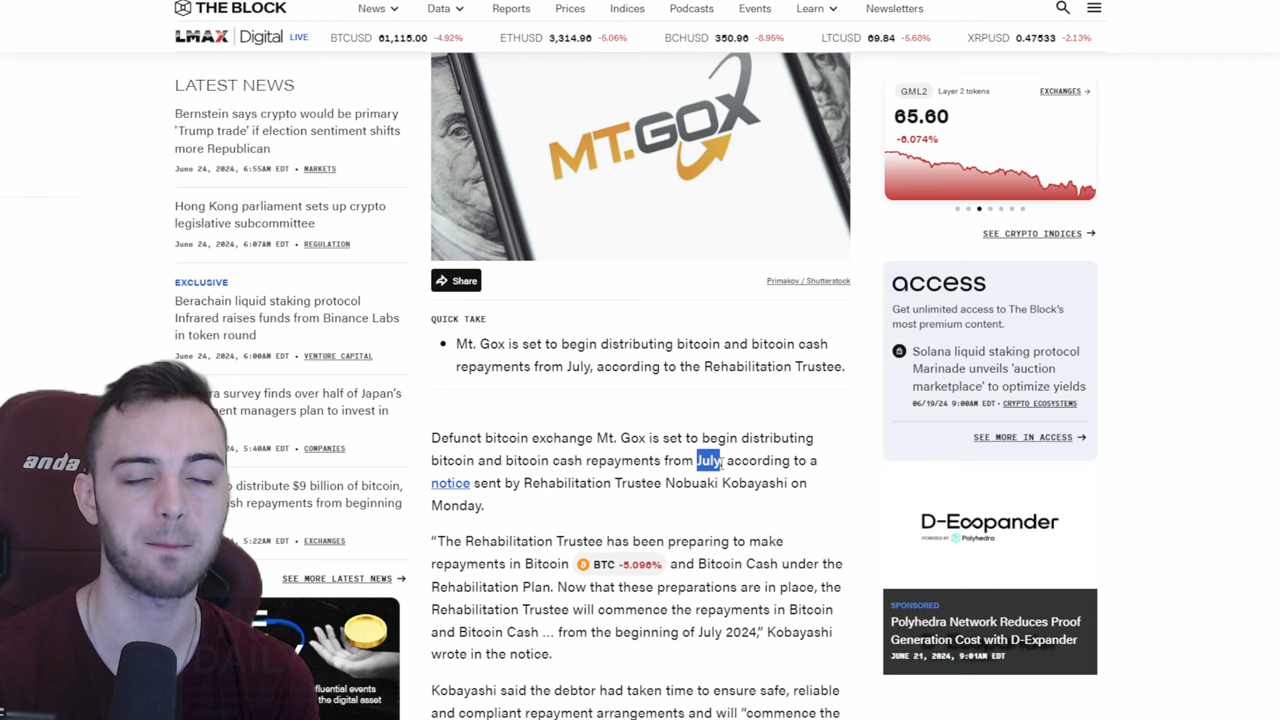 THE BLOCK
News Data Reports Prices Indices Podcasts Events Learn Newsletters
LMAX Digital LIVE BTCUSD 61,115.00 -4.92% ETHUSD 3,314.96 -5.06% BCHUSD 350.96 -8.95% LTCUSD 69.84 -5.68% XRPUSD 0.47533 -2.13%
LATEST NEWS
Bernstein says crypto would be primary
'Trump trade' if election sentiment shifts
more Republican
June 24, 2024, 6:55AM EDT • MARKETS
Hong Kong parliament sets up crypto
legislative subcommittee
June 24, 2024, 6:07AM EDT • REGULATION
EXCLUSIVE
Berachain liquid staking protocol
Infrared raises funds from Binance Labs
in token round
June 24, 2024, 6:00AM EDT • VENTURE CAPITAL
survey finds over half of Japan's
managers plan to invest in
24, 5:40AM EDT • COMPANIES
distribute $9 billion of bitcoin,
repayments from beginning
24, 5:22AM EDT • EXCHANGES
SEE MORE LATEST NEWS
the digital asset
anda
MT.GOX
Share
Primakov / Shutterstock
QUICK TAKE
• Mt. Gox is set to begin distributing bitcoin and bitcoin cash
repayments from July, according to the Rehabilitation Trustee.
Defunct bitcoin exchange Mt. Gox is set to begin distributing
bitcoin and bitcoin cash repayments from July, according to a
notice sent by Rehabilitation Trustee Nobuaki Kobayashi on
Monday.
“The Rehabilitation Trustee has been preparing to make
repayments in Bitcoin BTC -5.096% and Bitcoin Cash under the
Rehabilitation Plan. Now that these preparations are in place, the
Rehabilitation Trustee will commence the repayments in Bitcoin
and Bitcoin Cash … from the beginning of July 2024,” Kobayashi
wrote in the notice.
Kobayashi said the debtor had taken time to ensure safe, reliable
and compliant repayment arrangements and will “commence the
GML2 Layer 2 tokens EXCHANGES
65.60
-6.074%
SEE CRYPTO INDICES
access
Get unlimited access to The Block's
most premium content.
Solana liquid staking protocol
Marinade unveils 'auction
marketplace' to optimize yields
06/19/24 9:00AM EDT • CRYPTO ECOSYSTEMS
SEE MORE IN ACCESS
D-Expander
POWERED BY Polyhedra
SPONSORED
Polyhedra Network Reduces Proof
Generation Cost with D-Expander
JUNE 21, 2024, 9:01AM EDT